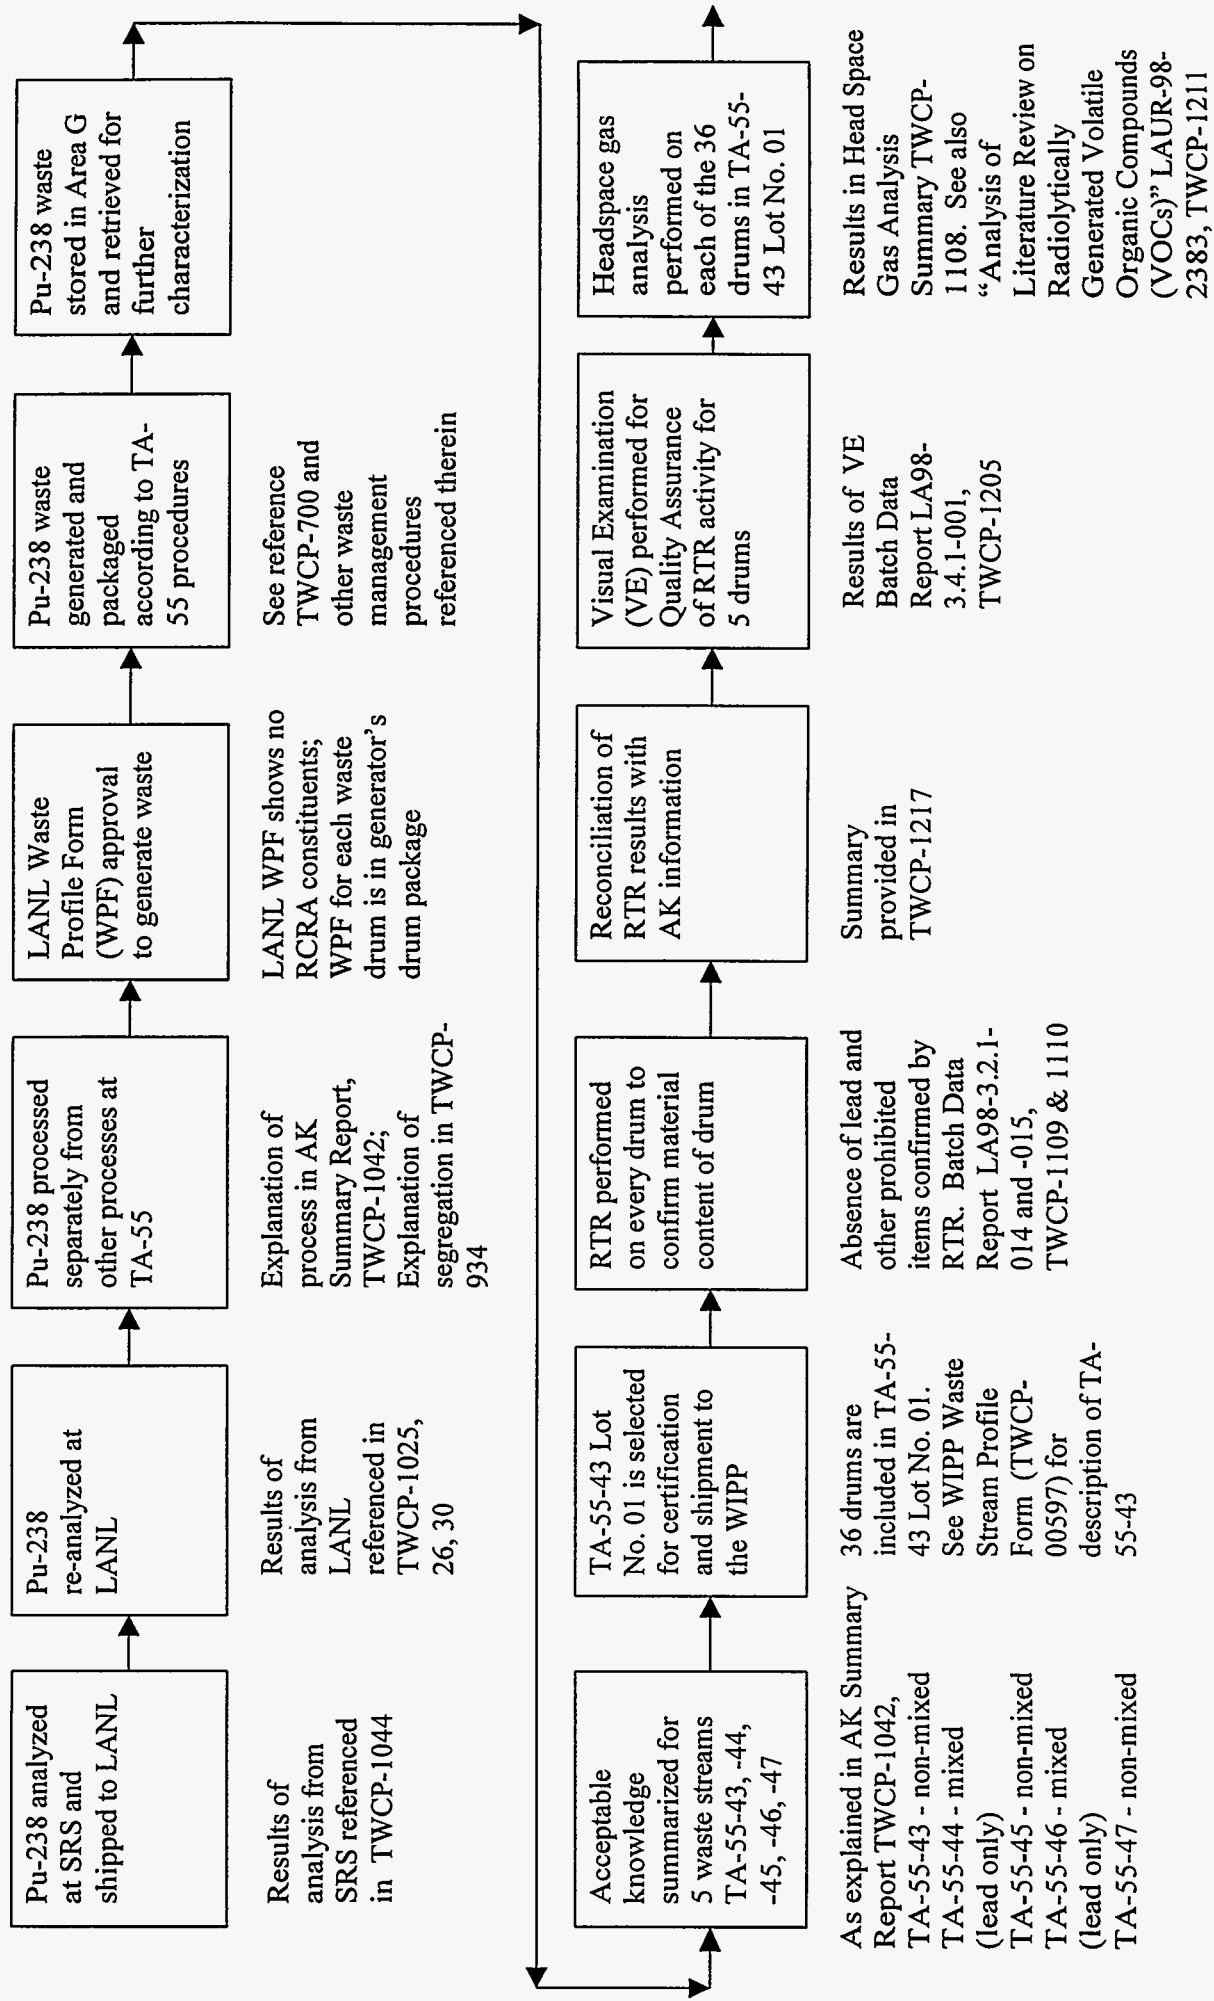 Pu-238 analyzed
at SRS and
shipped to LANL
Results of
analysis from
SRS referenced
in TWCP-1044
Pu-238
re-analyzed at
LANL
Results of
analysis from
LANL
referenced in
TWCP-1025,
26, 30
Pu-238 processed
separately from
other processes at
TA-55
Explanation of
process in AK
Summary Report,
TWCP-1042;
Explanation of
segregation in TWCP-
934
LANL Waste
Profile Form
(WPF) approval
to generate waste
LANL WPF shows no
RCRA constituents;
WPF for each waste
drum is in generator's
drum package
Pu-238 waste
generated and
packaged
according to TA-
55 procedures
See reference
TWCP-700 and
other waste
management
procedures
referenced therein
Pu-238 waste
stored in Area G
and retrieved for
further
characterization
Acceptable
knowledge
summarized for
5 waste streams
TA-55-43, -44,
-45, -46, -47
As explained in AK Summary
Report TWCP-1042,
TA-55-43 - non-mixed
TA-55-44 - mixed
(lead only)
TA-55-45 - non-mixed
TA-55-46 - mixed
(lead only)
TA-55-47 - non-mixed
TA-55-43 Lot
No. 01 is selected
for certification
and shipment to
the WIPP
36 drums are
included in TA-55-
43 Lot No. 01.
See WIPP Waste
Stream Profile
Form (TWCP-
00597) for
description of TA-
55-43
RTR performed
on every drum to
confirm material
content of drum
Absence of lead and
other prohibited
items confirmed by
RTR. Batch Data
Report LA98-3.2.1-
014 and -015,
TWCP-1109 & 1110
Reconciliation of
RTR results with
AK information
Summary
provided in
TWCP-1217
Visual Examination
(VE) performed for
Quality Assurance
of RTR activity for
5 drums
Results of VE
Batch Data
Report LA98-
3.4.1-001,
TWCP-1205
Headspace gas
analysis
performed on
each of the 36
drums in TA-55-
43 Lot No. 01
Results in Head Space
Gas Analysis
Summary TWCP-
1108. See also
"Analysis of
Literature Review on
Radiolytically
Generated Volatile
Organic Compounds
(VOCs)" LAUR-98-
2383, TWCP-1211